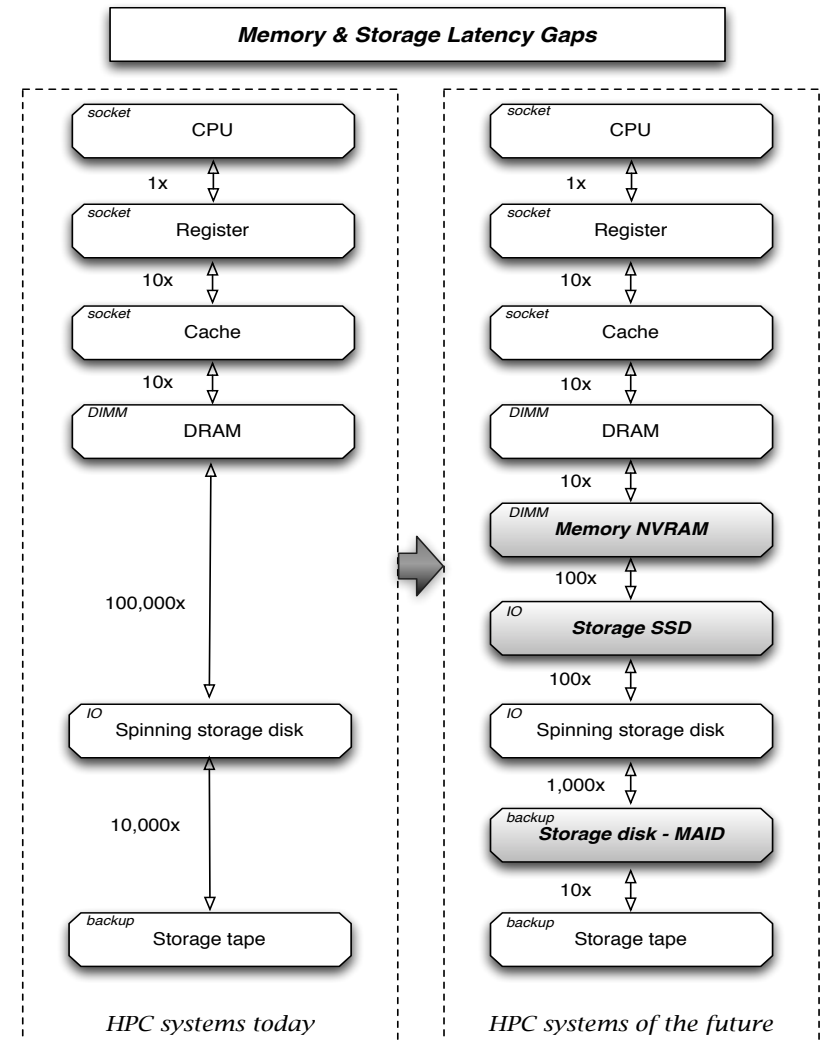 Memory & Storage Latency Gaps
socket
CPU
1x
socket
Register
10x
socket
Cache
10x
DIMM
DRAM
100,000x
IO
Spinning storage disk
10,000x
backup
Storage tape
HPC systems today
socket
CPU
1x
socket
Register
10x
socket
Cache
10x
DIMM
DRAM
10x
DIMM
Memory NVRAM
100x
IO
Storage SSD
100x
IO
Spinning storage disk
1,000x
backup
Storage disk - MAID
10x
backup
Storage tape
HPC systems of the future